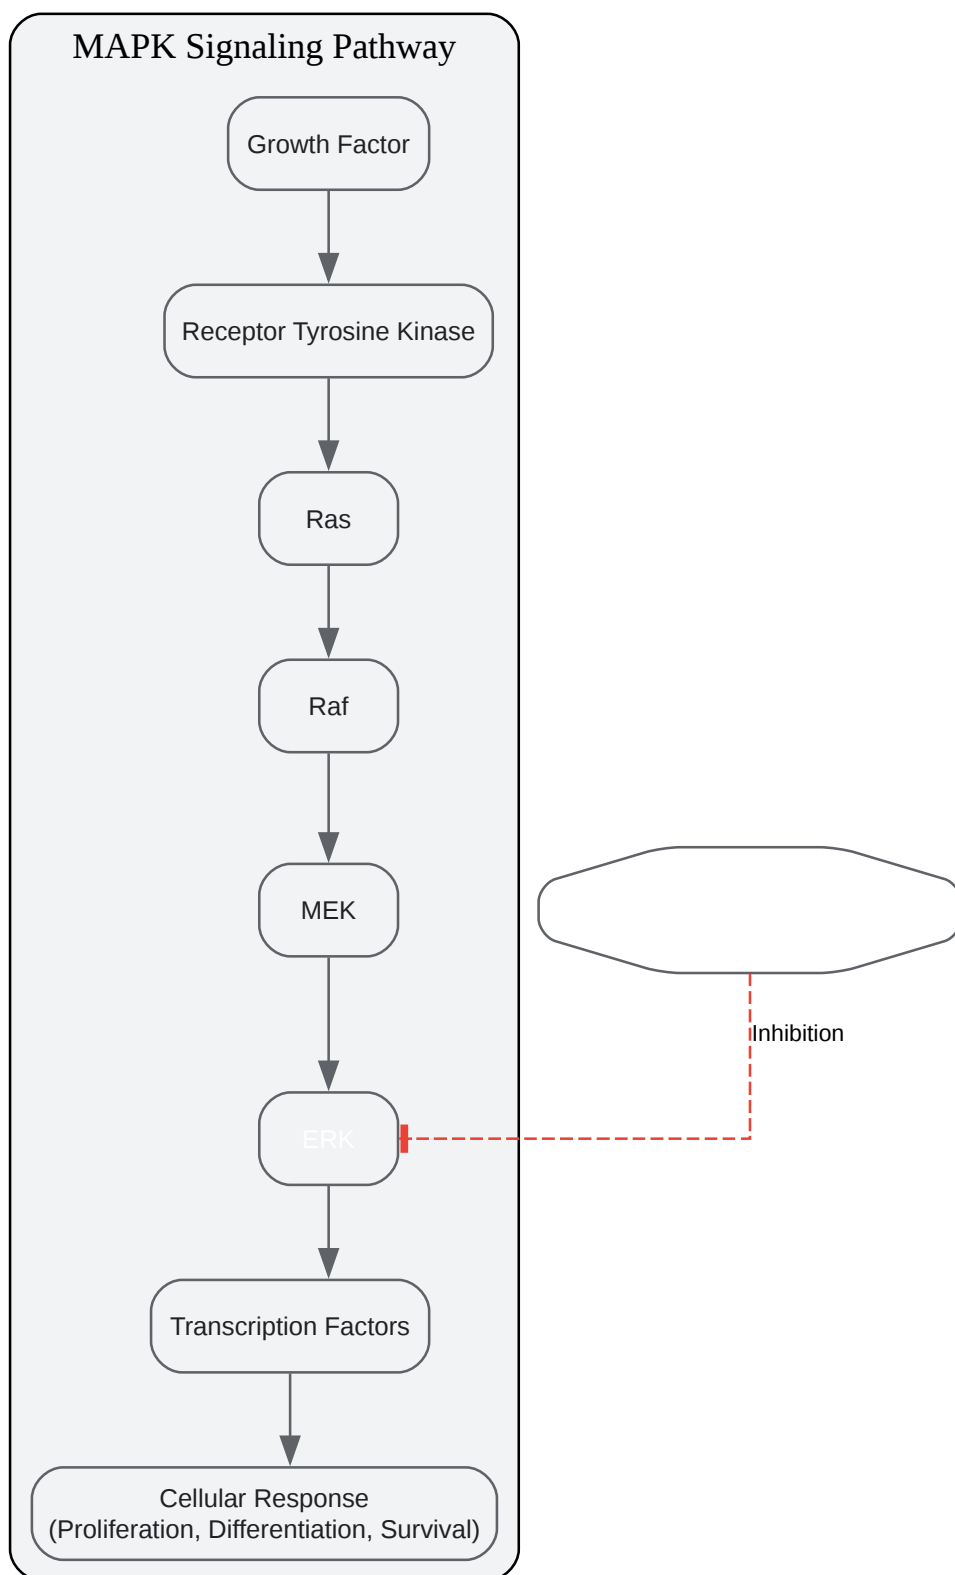 MAPK Signaling Pathway
Growth Factor
Receptor Tyrosine Kinase
Ras
Raf
MEK
Inhibition
ERK
Transcription Factors
Cellular Response
(Proliferation, Differentiation, Survival)